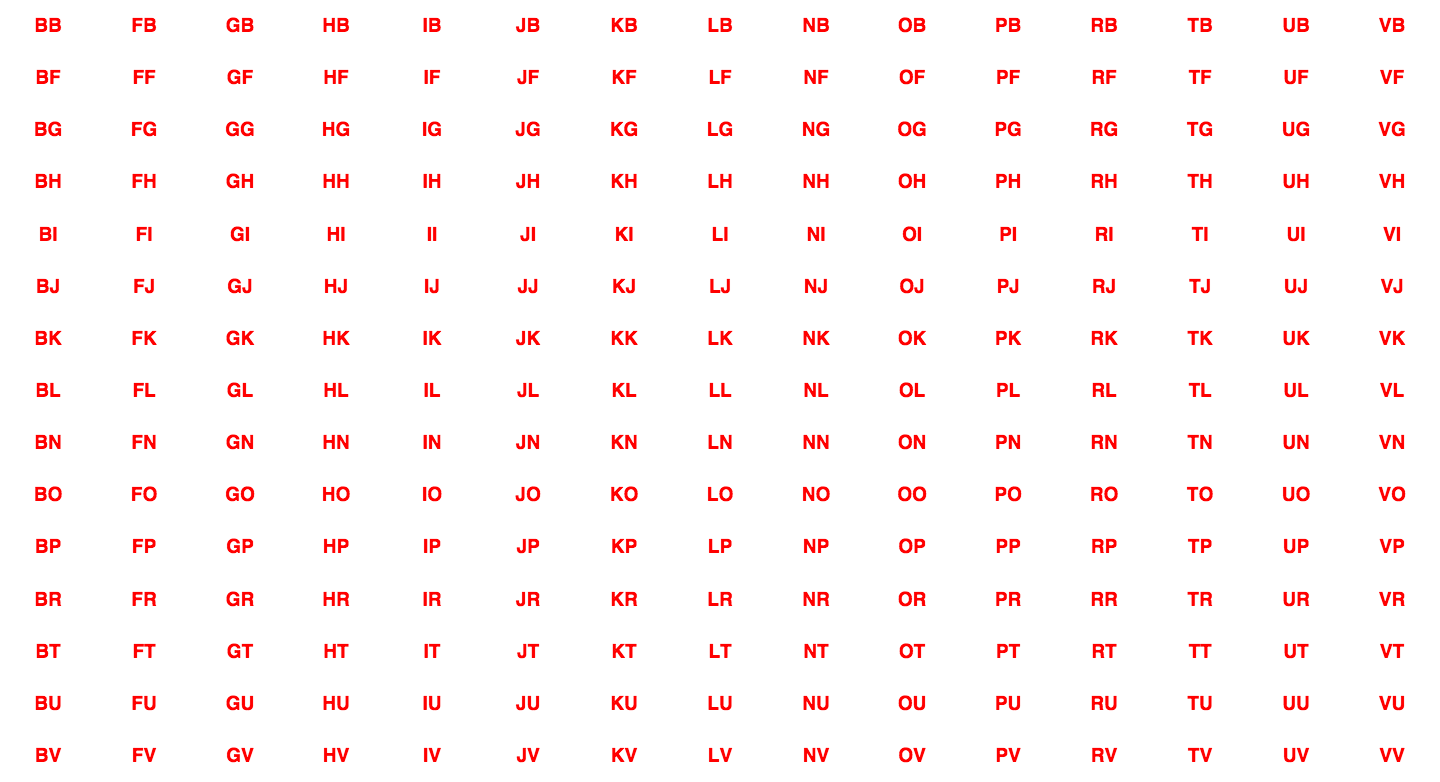 BB FB GB HB IB JB KB LB NB OB PB RB TB UB VB
BF FF GF HF IF JF KF LF NF OF PF RF TF UF VF
BG FG GG HG IG JG KG LG NG OG PG RG TG UG VG
BH FH GH HH IH JH KH LH NH OH PH RH TH UH VH
BI FI GI HI II JI KI LI NI OI PI RI TI UI VI
BJ FJ GJ HJ IJ JJ KJ LJ NJ OJ PJ RJ TJ UJ VJ
BK FK GK HK IK JK KK LK NK OK PK RK TK UK VK
BL FL GL HL IL JL KL LL NL OL PL RL TL UL VL
BN FN GN HN IN JN KN LN NN ON PN RN TN UN VN
BO FO GO HO IO JO KO LO NO OO PO RO TO UO VO
BP FP GP HP IP JP KP LP NP OP PP RP TP UP VP
BR FR GR HR IR JR KR LR NR OR PR RR TR UR VR
BT FT GT HT IT JT KT LT NT OT PT RT TT UT VT
BU FU GU HU IU JU KU LU NU OU PU RU TU UU VU
BV FV GV HV IV JV KV LV NV OV PV RV TV UV VV